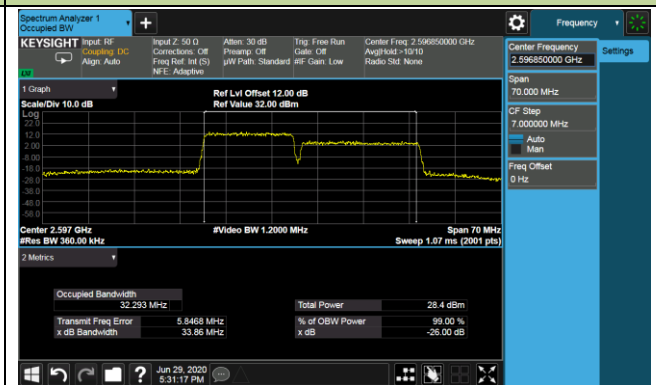 Spectrum Analyzer 1
Occupied BW
+
Frequency
KEYSIGHT
Input: RF
Coupling: DC
Align: Auto
Input Z: 50 Ω
Corrections: Off
Freq Ref: Int (S)
NFE: Adaptive
Atten: 30 dB
Preamp: Off
µW Path: Standard
Trig: Free Run
Gate: Off
#IF Gain: Low
Center Freq: 2.596850000 GHz
Avg|Hold:>10/10
Radio Std: None
Center Frequency
2.596850000 GHz
Settings
Span
70.000 MHz
CF Step
7.000000 MHz
Auto
Man
Freq Offset
0 Hz
1 Graph
Scale/Div 10.0 dB
Ref Lvl Offset 12.00 dB
Ref Value 32.00 dBm
Log
22.0
12.0
2.00
-8.00
-18.0
-28.0
-38.0
-48.0
-58.0
Center 2.597 GHz
#Res BW 360.00 kHz
#Video BW 1.2000 MHz
Span 70 MHz
Sweep 1.07 ms (2001 pts)
2 Metrics
Occupied Bandwidth
32.293 MHz
Total Power 28.4 dBm
Transmit Freq Error 5.8468 MHz
% of OBW Power 99.00 %
x dB Bandwidth 33.86 MHz
x dB -26.00 dB
?
Jun 29, 2020
5:31:17 PM